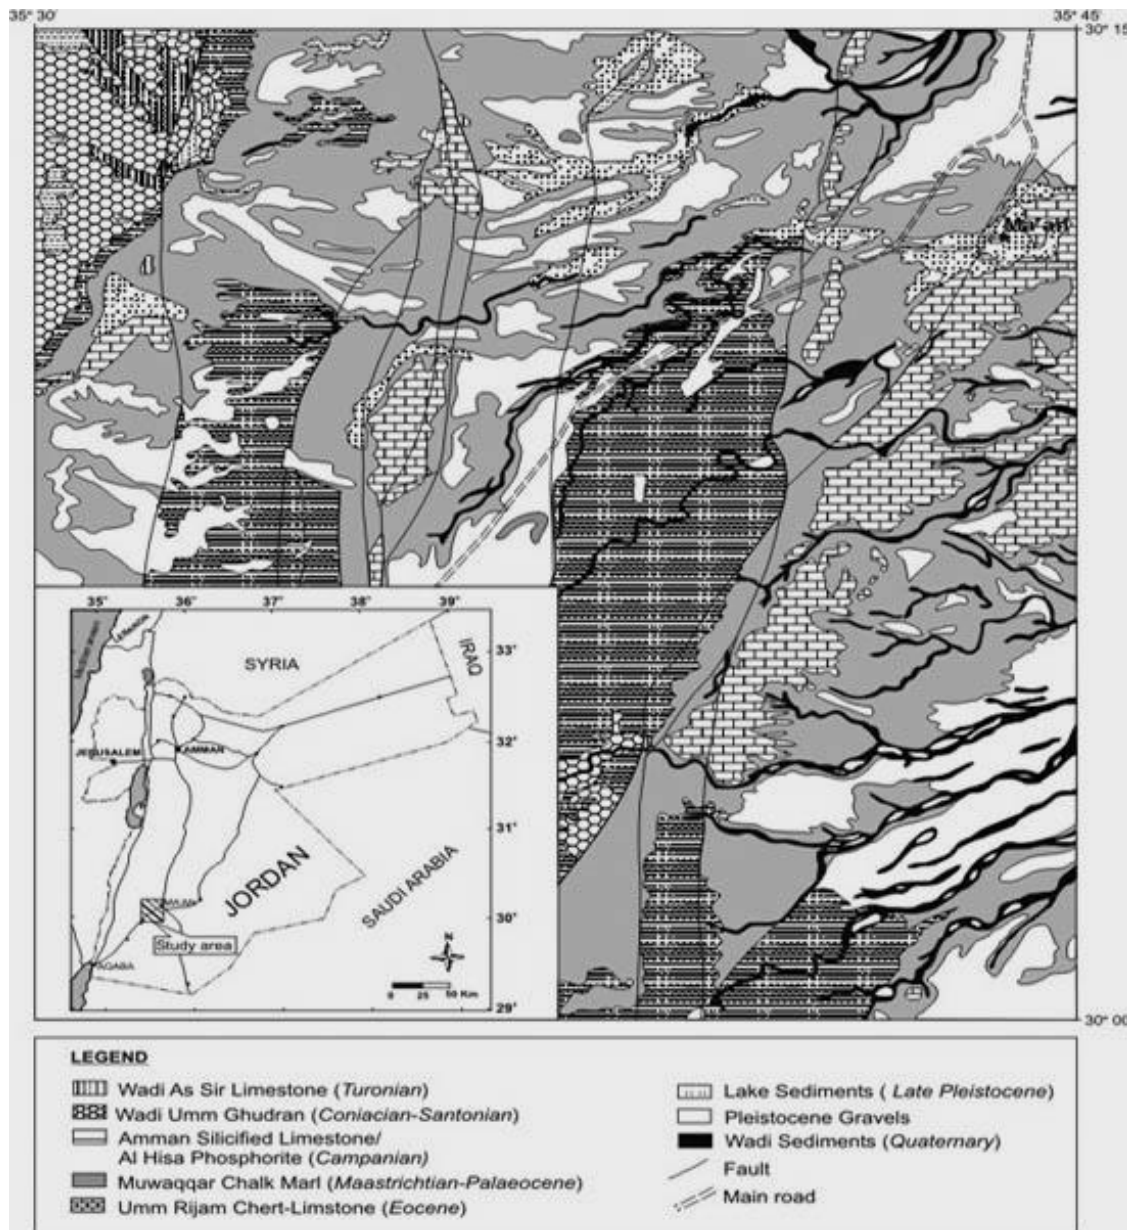 35° 30′ 35° 45′
30° 15′
Ma'an
35° 36° 37° 38° 39°
LEBANON
SYRIA
IRAQ
33°
JERUSALEM
AMMAN
32°
31°
JORDAN
SAUDI ARABIA
30°
Study area
N
AQABA
0 25 50 Km
29°
30° 00
LEGEND
Wadi As Sir Limestone (Turonian)
Wadi Umm Ghudran (Coniacian-Santonian)
Amman Silicified Limestone/
Al Hisa Phosphorite (Campanian)
Muwaqqar Chalk Marl (Maastrichtian-Palaeocene)
Umm Rijam Chert-Limstone (Eocene)
Lake Sediments ( Late Pleistocene)
Pleistocene Gravels
Wadi Sediments (Quaternary)
Fault
Main road